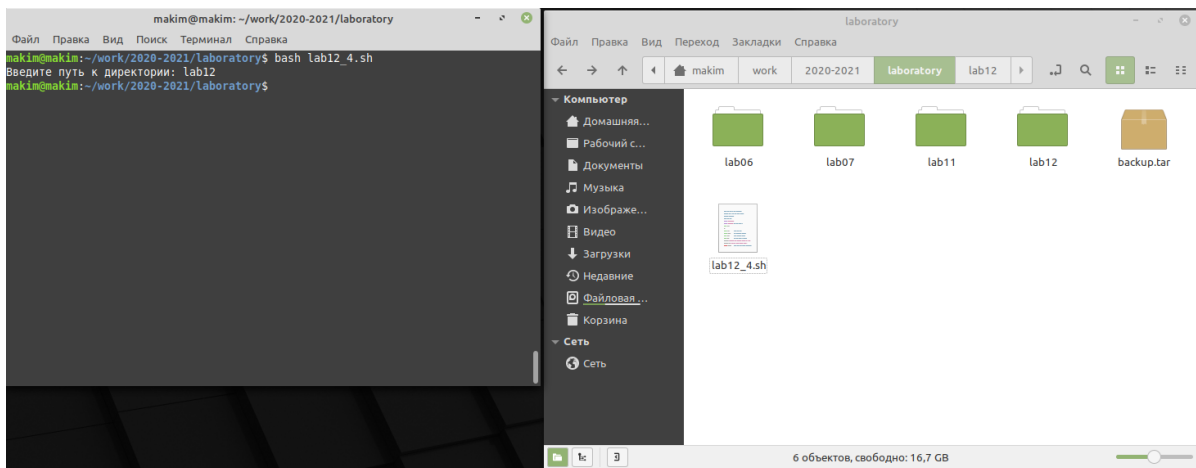 makim@makim: ~/work/2020-2021/laboratory
Файл Правка Вид Поиск Терминал Справка
makim@makim:~/work/2020-2021/laboratory$ bash lab12_4.sh
Введите путь к директории: lab12
makim@makim:~/work/2020-2021/laboratory$
laboratory
Файл Правка Вид Переход Закладки Справка
makim work 2020-2021 laboratory lab12
Компьютер
Домашняя...
Рабочий с...
Документы
Музыка
Изображе...
Видео
Загрузки
Недавние
Файловая ...
Корзина
Сеть
Сеть
lab06 lab07 lab11 lab12 backup.tar
lab12_4.sh
6 объектов, свободно: 16,7 GB